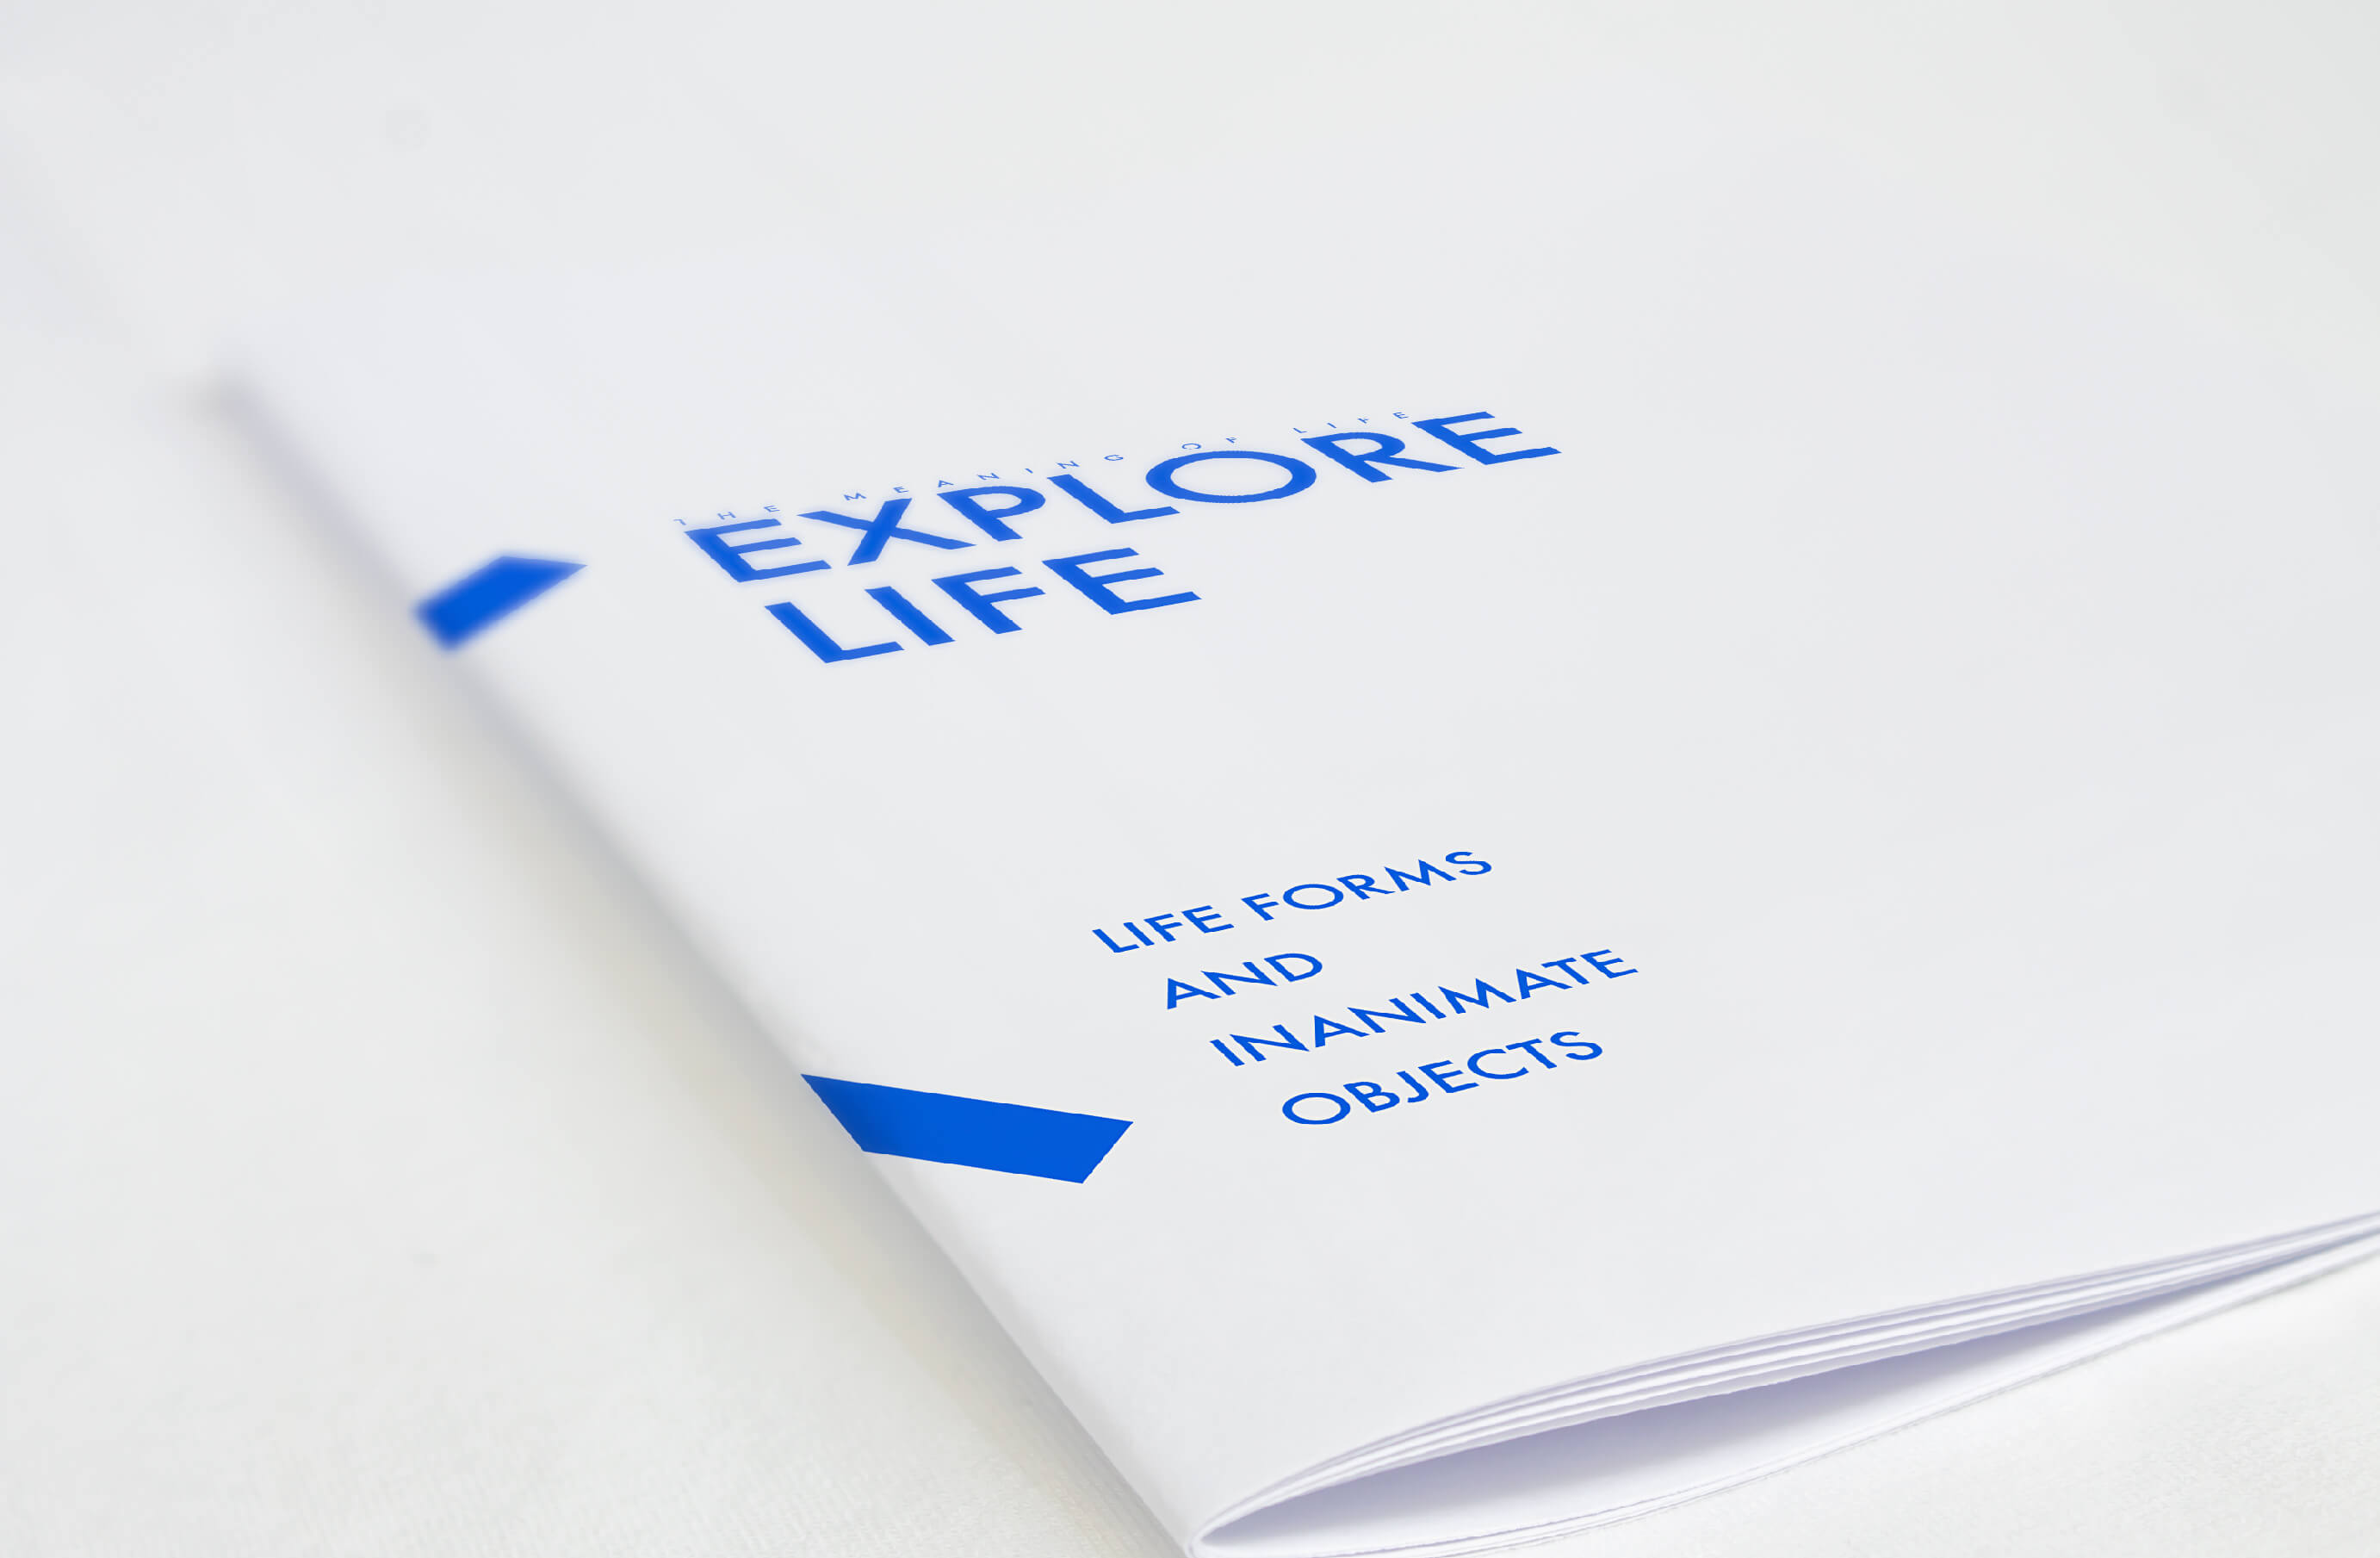 THE MEANING OF LIFE
EXPLORE
LIFE
LIFE FORMS
AND
INANIMATE
OBJECTS